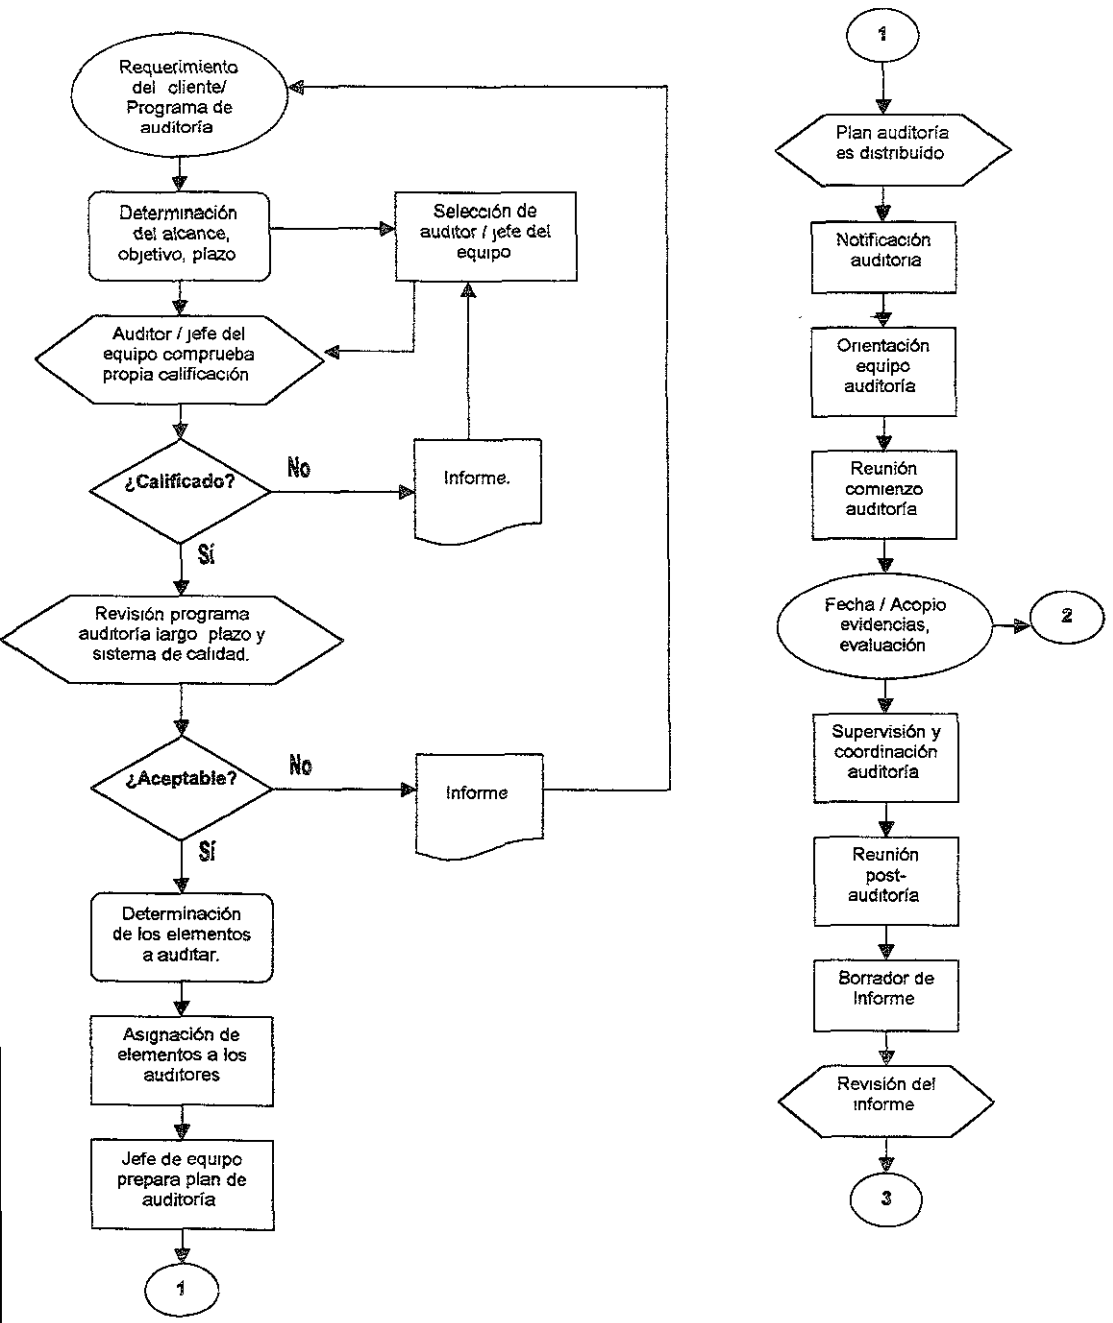 Requerimiento
del cliente/
Programa de
auditoría
Determinación
del alcance,
objetivo, plazo
Selección de
auditor / jefe del
equipo
Auditor / jefe del
equipo comprueba
propia calificación
¿Calificado?
No
Informe.
Sí
Revisión programa
auditoría largo plazo y
sistema de calidad.
¿Aceptable?
No
Informe
Sí
Determinación
de los elementos
a auditar.
Asignación de
elementos a los
auditores
Jefe de equipo
prepara plan de
auditoría
1
1
Plan auditoría
es distribuido
Notificación
auditoria
Orientación
equipo
auditoría
Reunión
comienzo
auditoría
Fecha / Acopio
evidencias,
evaluación
2
Supervisión y
coordinación
auditoría
Reunión
post-
auditoría
Borrador de
Informe
Revisión del
informe
3